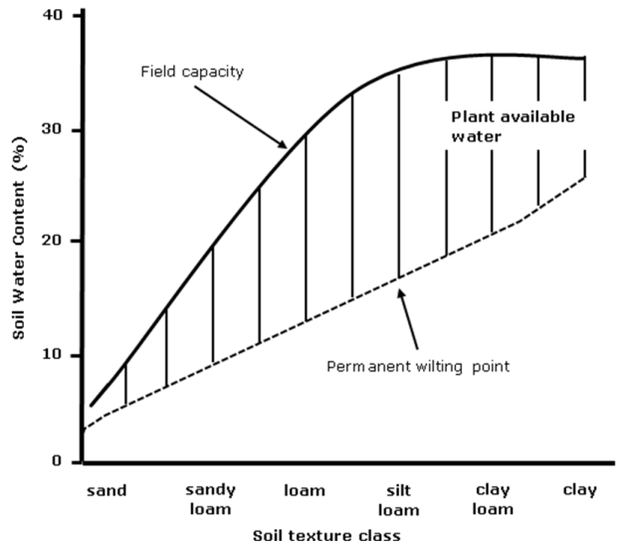 40
Field capacity
30
Plant available
water
20
Soil Water Content (%)
10
Permanent wilting point
0
sand
sandy
loam
loam
silt
loam
clay
loam
clay
Soil texture class